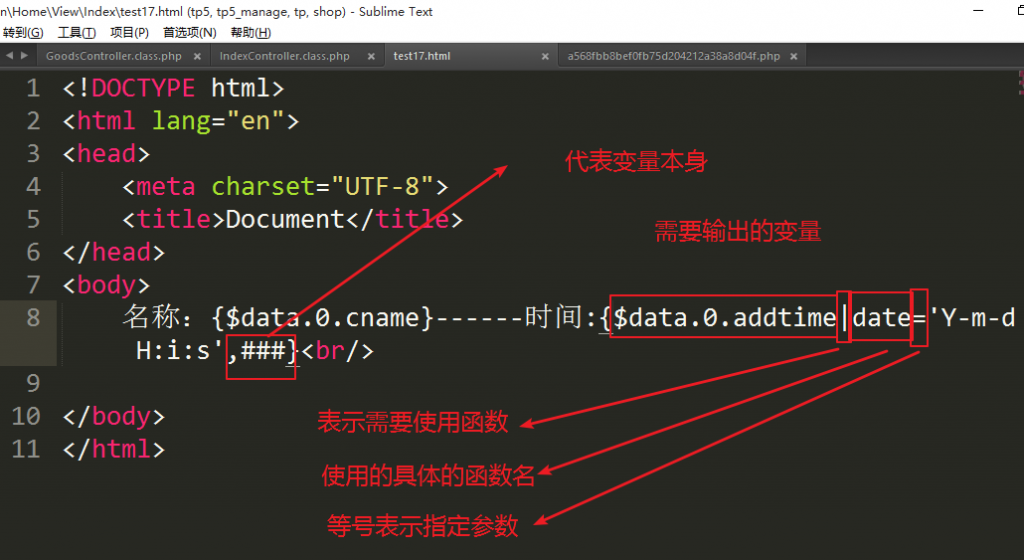 n\Home\View\Index\test17.html (tp5, tp5_manage, tp, shop) - Sublime Text
转到(G) 工具(T) 项目(P) 首选项(N) 帮助(H)
GoodsController.class.php × IndexController.class.php × test17.html × a568fbb8bef0fb75d204212a38a8d04f.php ×
1 <!DOCTYPE html>
2 <html lang="en">
3 <head>
代表变量本身
4 <meta charset="UTF-8">
5 <title>Document</title>
需要输出的变量
6 </head>
7 <body>
8 名称：{$data.0.cname}------时间:{$data.0.addtime|date='Y-m-d
H:i:s',###}<br/>
9
10 </body>
表示需要使用函数
11 </html>
使用的具体的函数名
等号表示指定参数